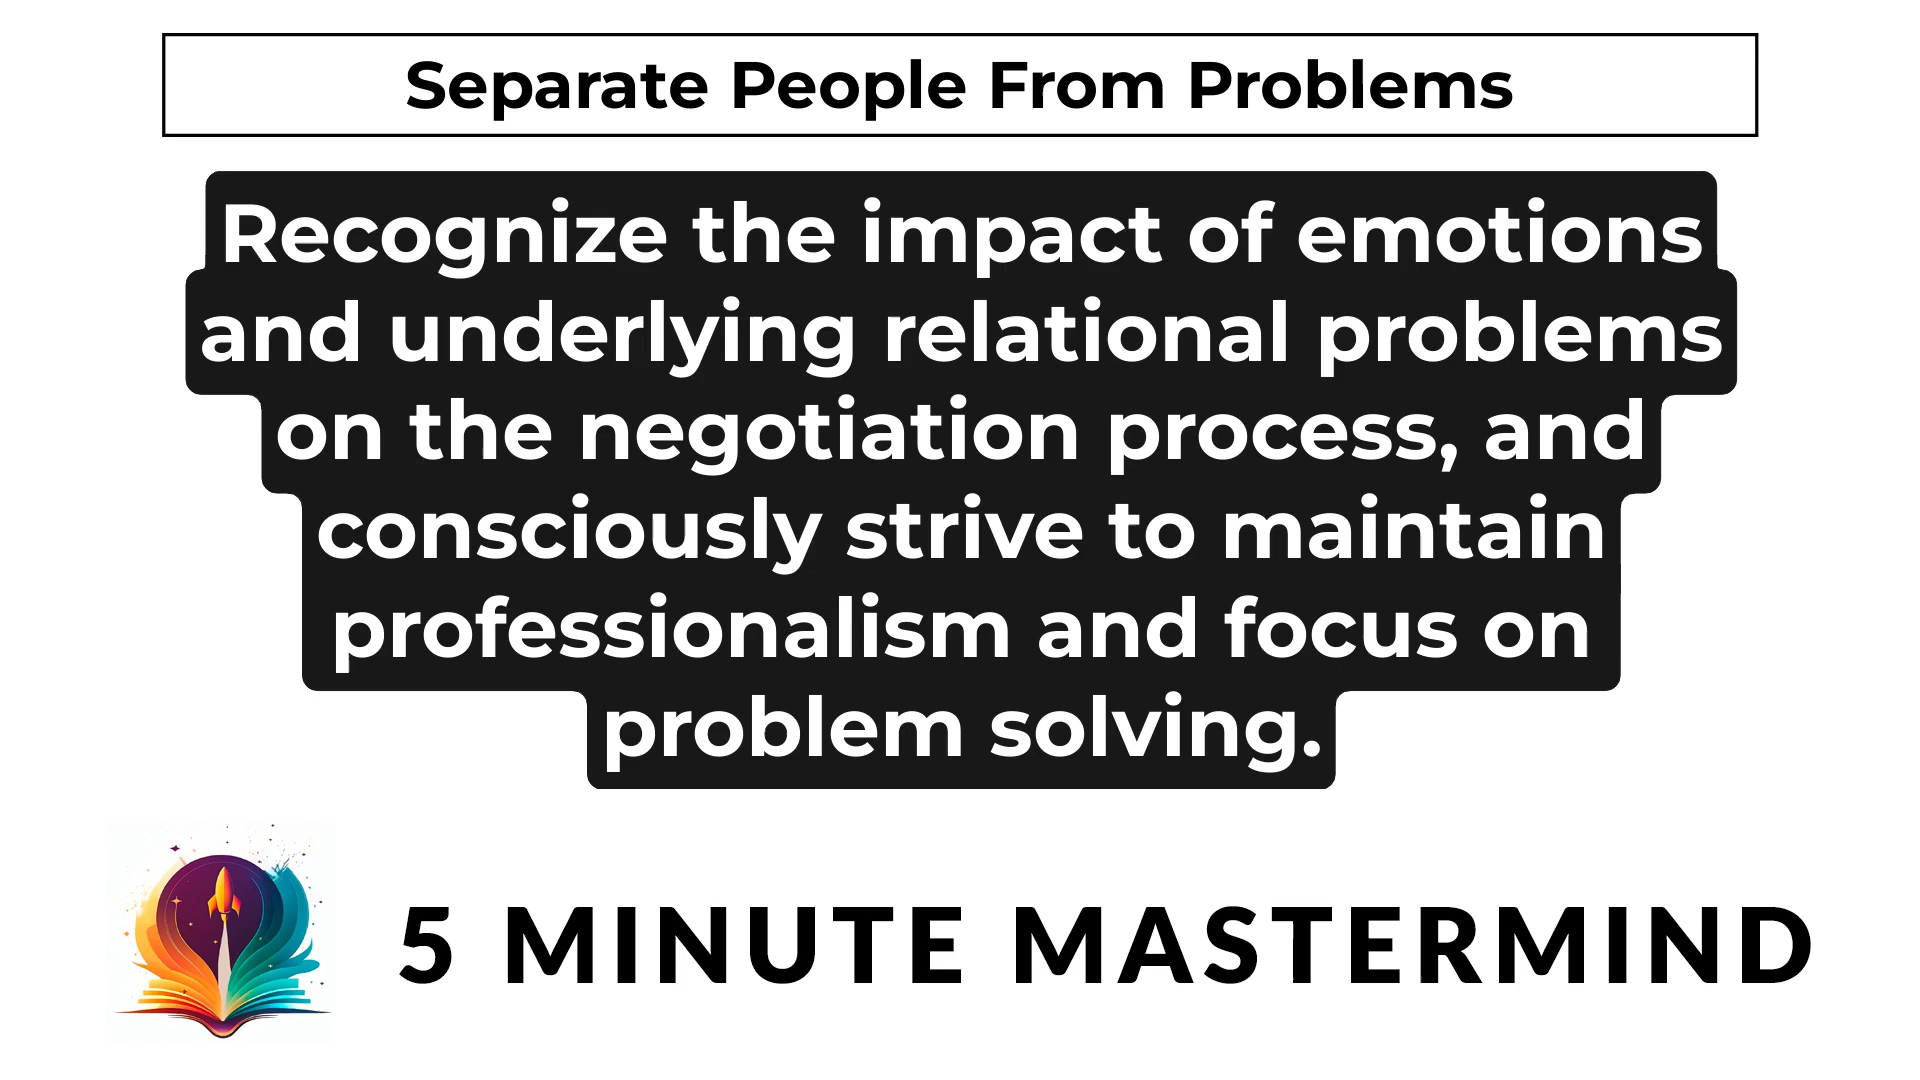 Separate People From Problems
Recognize the impact of emotions
and underlying relational problems
on the negotiation process, and
consciously strive to maintain
professionalism and focus on
problem solving.
5 MINUTE MASTERMIND